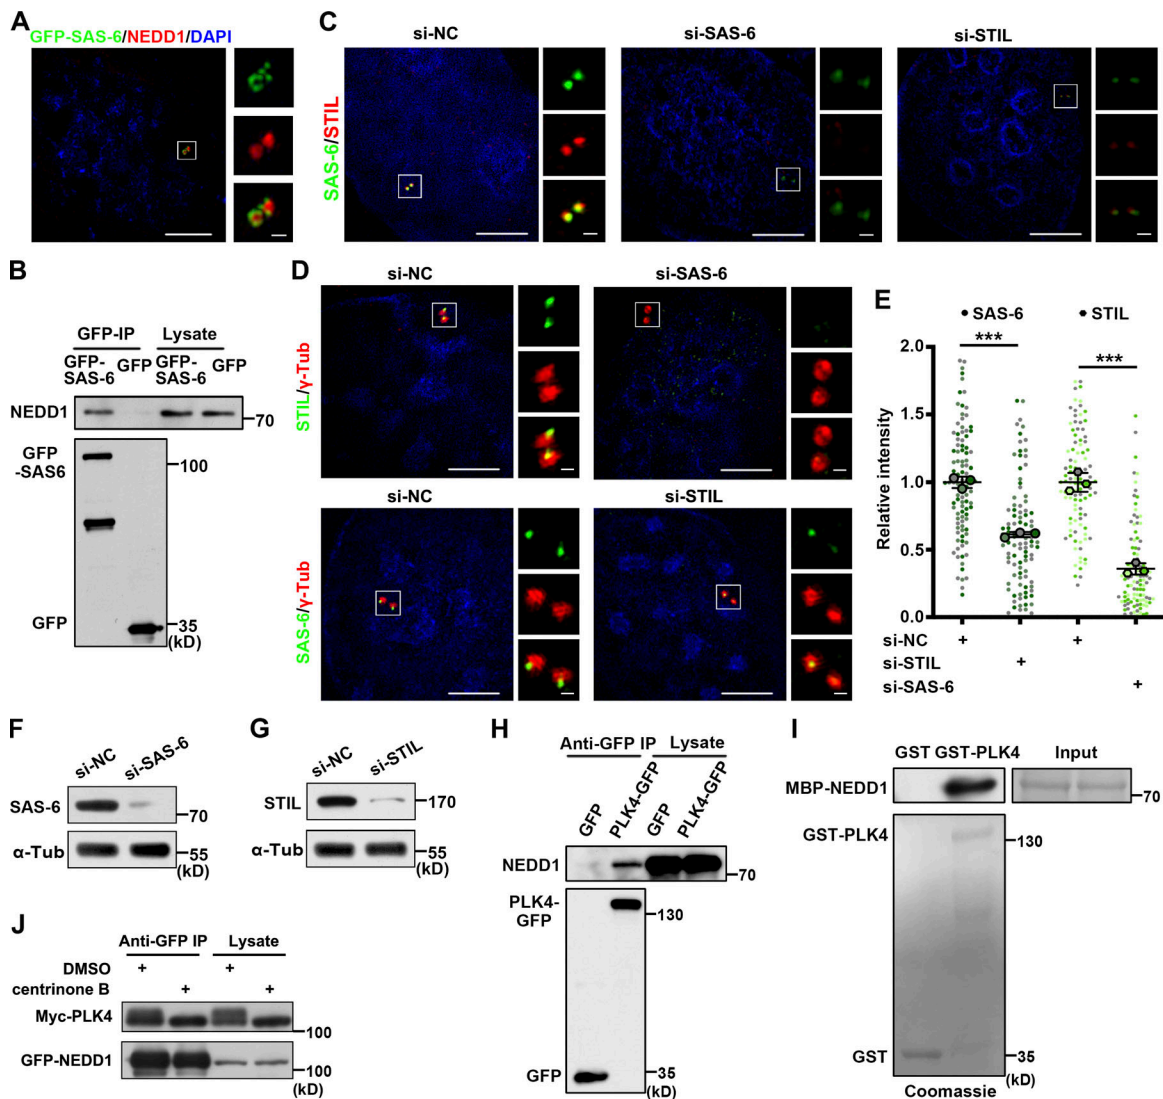 A
GFP-SAS-6/NEDD1/DAPI
B
GFP-IP Lysate
GFP-SAS-6 GFP GFP-SAS-6 GFP
NEDD1
70
GFP
-SAS6
100
GFP
35
(kD)
C
si-NC si-SAS-6 si-STIL
SAS-6/STIL
D
si-NC si-SAS-6
STIL/γ-Tub
si-NC si-STIL
SAS-6/γ-Tub
E
SAS-6 STIL
*** ***
Relative intensity
2.0
1.5
1.0
0.5
0.0
si-NC + +
si-STIL +
si-SAS-6 +
F
si-NC si-SAS-6
SAS-6
70
α-Tub
55
(kD)
G
si-NC si-STIL
STIL
170
α-Tub
55
(kD)
H
Anti-GFP IP Lysate
GFP PLK4-GFP GFP PLK4-GFP
NEDD1
70
PLK4-
GFP
130
GFP
35
(kD)
I
GST GST-PLK4 Input
MBP-NEDD1
70
GST-PLK4
130
GST
35
(kD)
Coomassie
J
Anti-GFP IP Lysate
DMSO + +
centrinone B + +
Myc-PLK4
100
GFP-NEDD1
100
(kD)